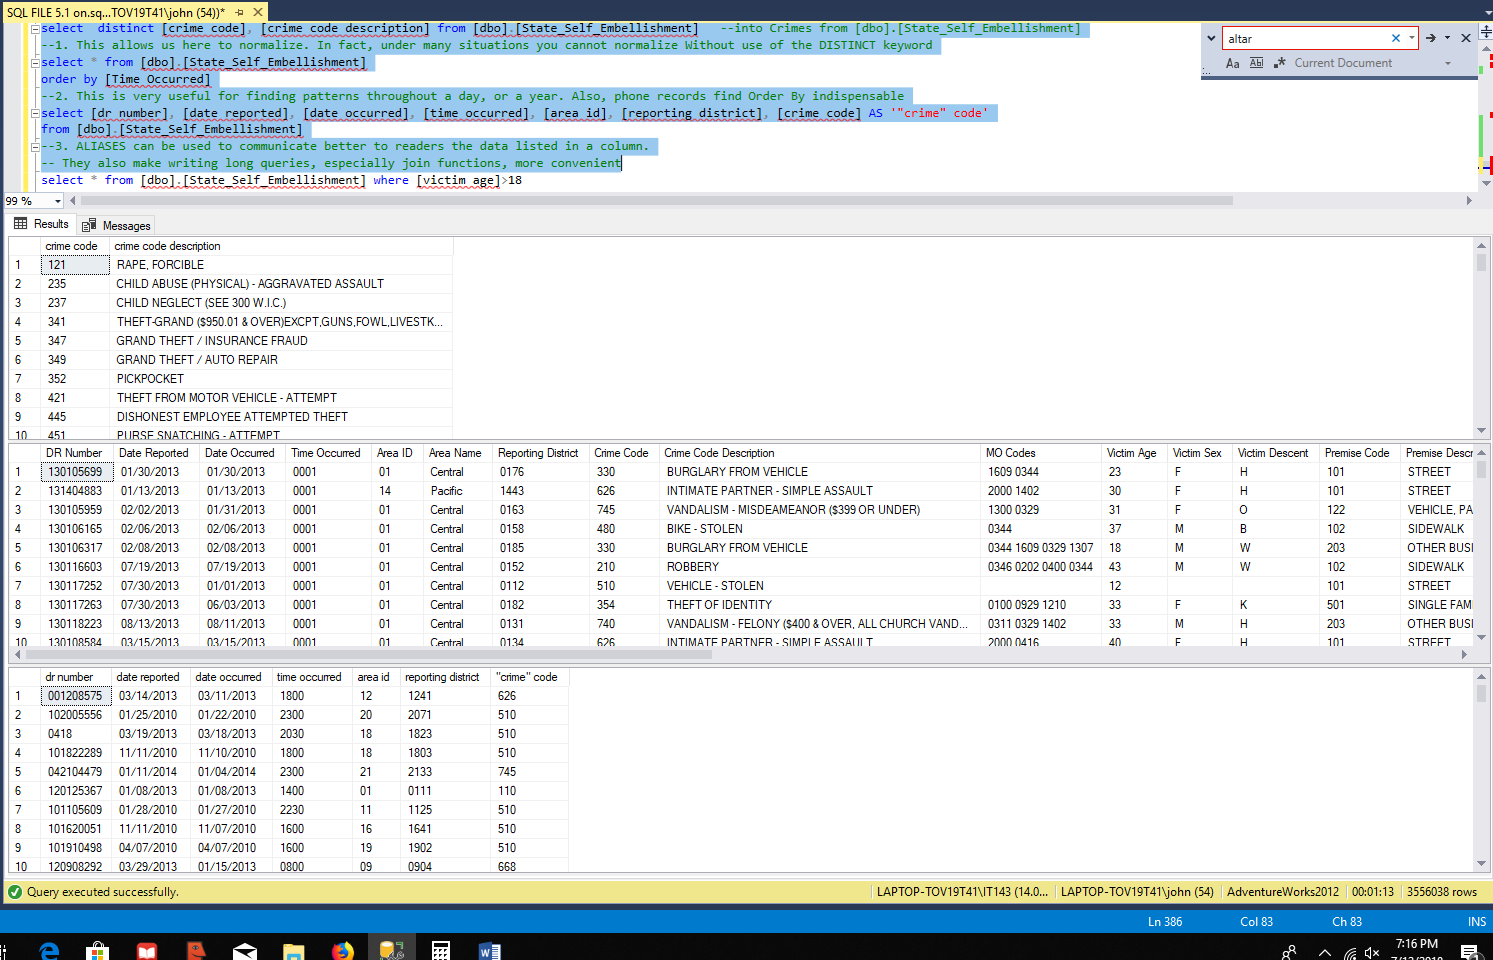 SQL FILE 5.1 on.sq...TOV19T41\john (54))*
select distinct [crime code], [crime code description] from [dbo].[State_Self_Embellishment] --into Crimes from [dbo].[State_Self_Embellishment]
--1. This allows us here to normalize. In fact, under many situations you cannot normalize Without use of the DISTINCT keyword
select * from [dbo].[State_Self_Embellishment]
order by [Time Occurred]
--2. This is very useful for finding patterns throughout a day, or a year. Also, phone records find Order By indispensable
select [dr number], [date reported], [date occurred], [time occurred], [area id], [reporting district], [crime code] AS '"crime" code'
from [dbo].[State_Self_Embellishment]
--3. ALIASES can be used to communicate better to readers the data listed in a column.
-- They also make writing long queries, especially join functions, more convenient
select * from [dbo].[State_Self_Embellishment] where [victim age]>18
altar
Aa Ab| .* Current Document
99 %
Results Messages
crime code crime code description
1 121 RAPE, FORCIBLE
2 235 CHILD ABUSE (PHYSICAL) - AGGRAVATED ASSAULT
3 237 CHILD NEGLECT (SEE 300 W.I.C.)
4 341 THEFT-GRAND ($950.01 & OVER)EXCPT,GUNS,FOWL,LIVESTK...
5 347 GRAND THEFT / INSURANCE FRAUD
6 349 GRAND THEFT / AUTO REPAIR
7 352 PICKPOCKET
8 421 THEFT FROM MOTOR VEHICLE - ATTEMPT
9 445 DISHONEST EMPLOYEE ATTEMPTED THEFT
10 451 PURSE SNATCHING - ATTEMPT
DR Number Date Reported Date Occurred Time Occurred Area ID Area Name Reporting District Crime Code Crime Code Description MO Codes Victim Age Victim Sex Victim Descent Premise Code Premise Descr
1 130105699 01/30/2013 01/30/2013 0001 01 Central 0176 330 BURGLARY FROM VEHICLE 1609 0344 23 F H 101 STREET
2 131404883 01/13/2013 01/13/2013 0001 14 Pacific 1443 626 INTIMATE PARTNER - SIMPLE ASSAULT 2000 1402 30 F H 101 STREET
3 130105959 02/02/2013 01/31/2013 0001 01 Central 0163 745 VANDALISM - MISDEAMEANOR ($399 OR UNDER) 1300 0329 31 F O 122 VEHICLE, PA
4 130106165 02/06/2013 02/06/2013 0001 01 Central 0158 480 BIKE - STOLEN 0344 37 M B 102 SIDEWALK
5 130106317 02/08/2013 02/08/2013 0001 01 Central 0185 330 BURGLARY FROM VEHICLE 0344 1609 0329 1307 18 M W 203 OTHER BUSI
6 130116603 07/19/2013 07/19/2013 0001 01 Central 0152 210 ROBBERY 0346 0202 0400 0344 43 M W 102 SIDEWALK
7 130117252 07/30/2013 01/01/2013 0001 01 Central 0112 510 VEHICLE - STOLEN 12 101 STREET
8 130117263 07/30/2013 06/03/2013 0001 01 Central 0182 354 THEFT OF IDENTITY 0100 0929 1210 33 F K 501 SINGLE FAMI
9 130118223 08/13/2013 08/11/2013 0001 01 Central 0131 740 VANDALISM - FELONY ($400 & OVER, ALL CHURCH VAND... 0311 0329 1402 33 M H 203 OTHER BUSI
10 130108584 03/15/2013 03/15/2013 0001 01 Central 0134 626 INTIMATE PARTNER - SIMPLE ASSAULT 2000 0416 40 F H 101 STREET
dr number date reported date occurred time occurred area id reporting district "crime" code
1 001208575 03/14/2013 03/11/2013 1800 12 1241 626
2 102005556 01/25/2010 01/22/2010 2300 20 2071 510
3 0418 03/19/2013 03/18/2013 2030 18 1823 510
4 101822289 11/11/2010 11/10/2010 1800 18 1803 510
5 042104479 01/11/2014 01/04/2014 2300 21 2133 745
6 120125367 01/08/2013 01/08/2013 1400 01 0111 110
7 101105609 01/28/2010 01/27/2010 2230 11 1125 510
8 101620051 11/11/2010 11/07/2010 1600 16 1641 510
9 101910498 04/07/2010 04/07/2010 1600 19 1902 510
10 120908292 03/29/2013 01/15/2013 0800 09 0904 668
Query executed successfully. LAPTOP-TOV19T41\IT143 (14.0... LAPTOP-TOV19T41\john (54) AdventureWorks2012 00:01:13 3556038 rows
Ln 386 Col 83 Ch 83 INS
7:16 PM